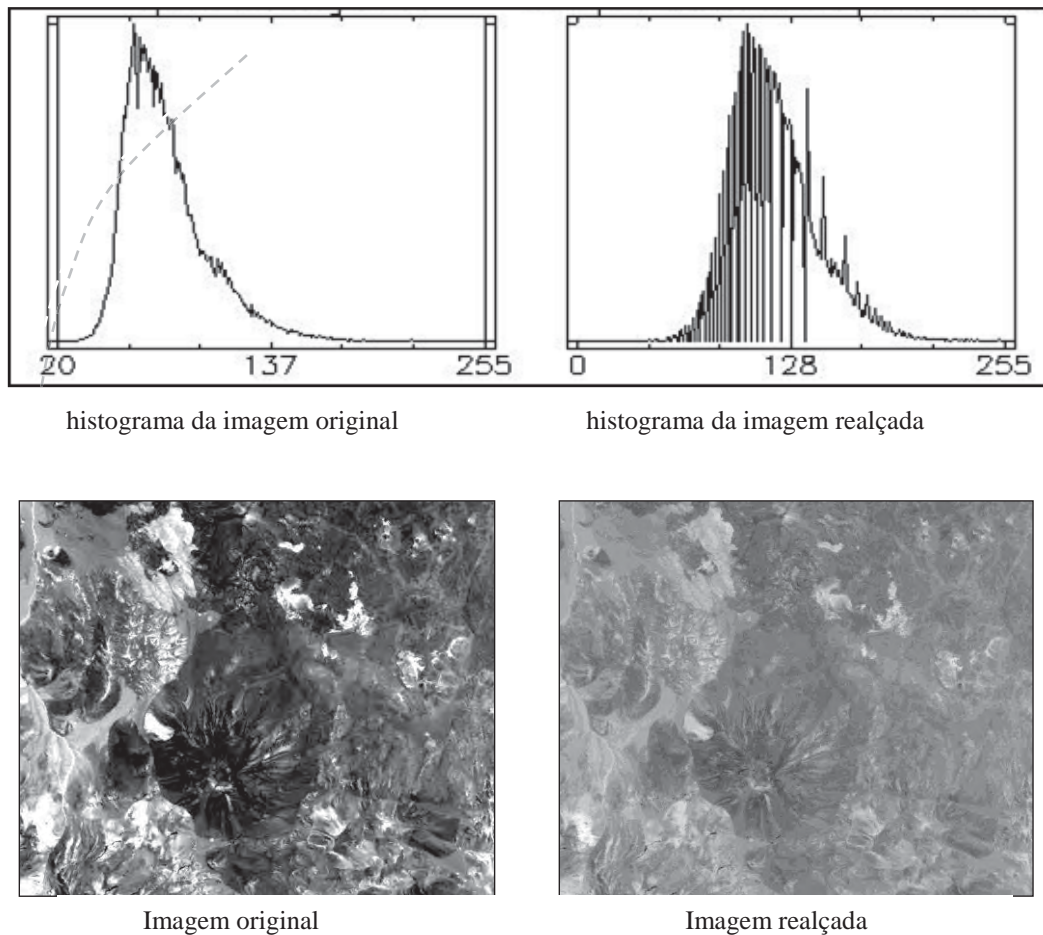 20 137 255 0 128 255
histograma da imagem original histograma da imagem realçada
Imagem original Imagem realçada